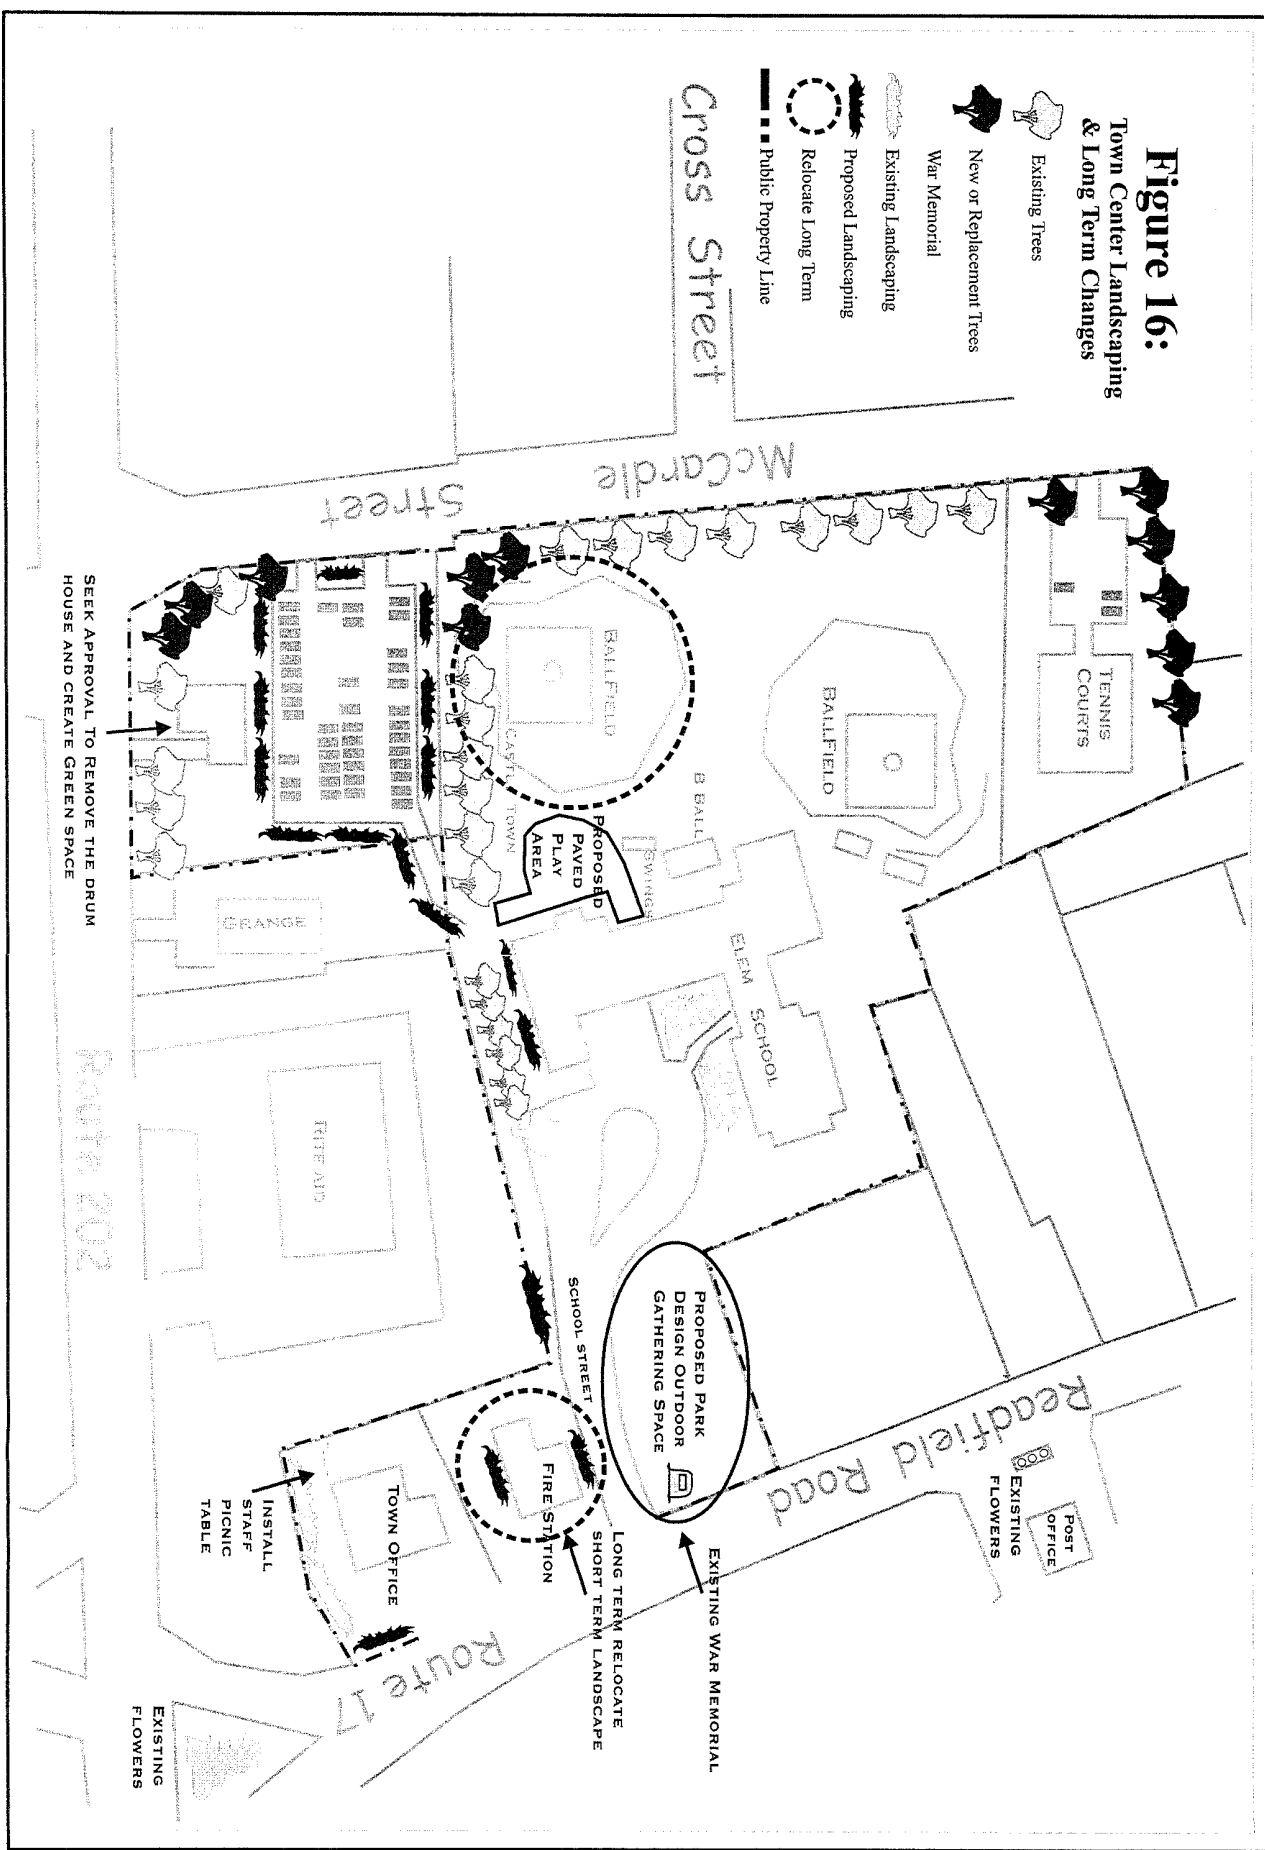 Figure 16:
Town Center Landscaping
& Long Term Changes
Existing Trees
New or Replacement Trees
War Memorial
Existing Landscaping
Proposed Landscaping
Relocate Long Term
Public Property Line
Cross Street
McCardle
Street
TENNIS
COURTS
BALLFIELD
BALLFIELD
CASTLE TOWN
B BALL
SWINGS
PROPOSED
PAVED
PLAY
AREA
ELEM SCHOOL
SEEK APPROVAL TO REMOVE THE DRUM
HOUSE AND CREATE GREEN SPACE
GRANGE
RITE AID
Route 202
SCHOOL STREET
PROPOSED PARK
DESIGN OUTDOOR
GATHERING SPACE
Readfield Road
EXISTING
FLOWERS
POST
OFFICE
EXISTING WAR MEMORIAL
LONG TERM RELOCATE
SHORT TERM LANDSCAPE
FIRE STATION
TOWN OFFICE
INSTALL
STAFF
PICNIC
TABLE
Route 17
EXISTING
FLOWERS